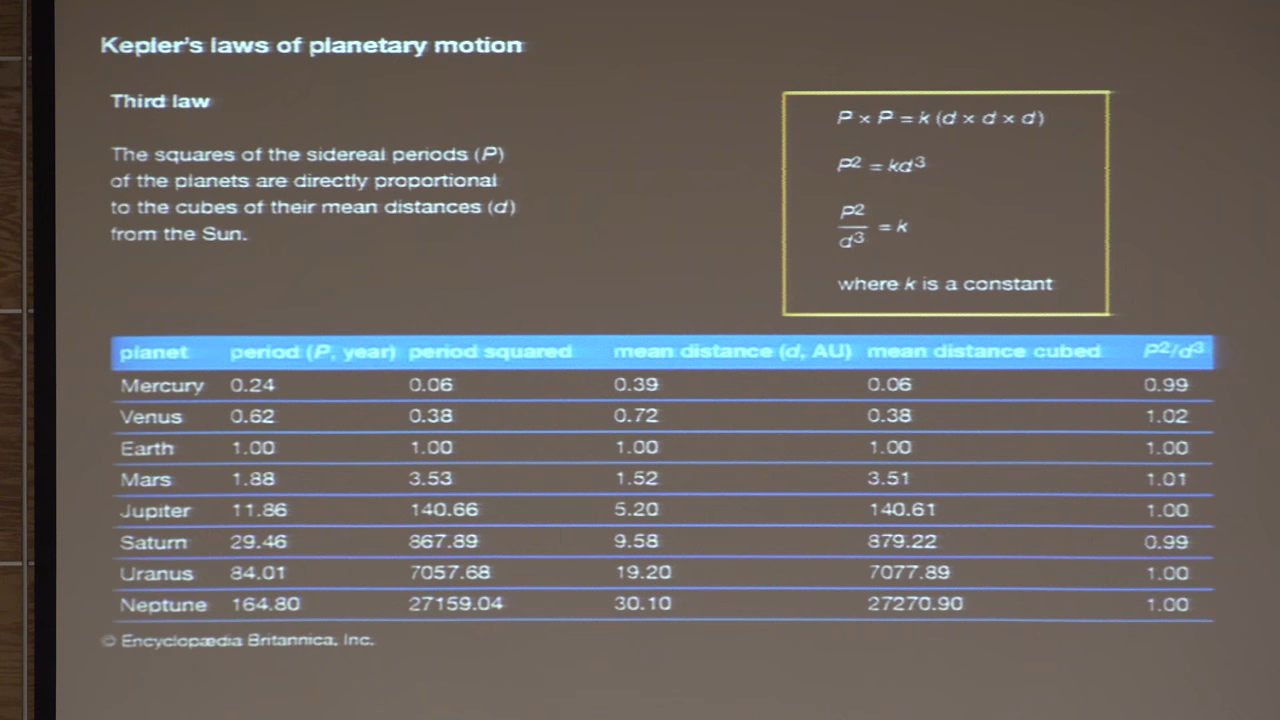 Kepler's laws of planetary motion
Third law
The squares of the sidereal periods (P)
of the planets are directly proportional
to the cubes of their mean distances (d)
from the Sun.
P × P = k (d × d × d)
P² = kd³
P²
d³ = k
where k is a constant
planet period (P, year) period squared mean distance (d, AU) mean distance cubed P²/d³
Mercury 0.24 0.06 0.39 0.06 0.99
Venus 0.62 0.38 0.72 0.38 1.02
Earth 1.00 1.00 1.00 1.00 1.00
Mars 1.88 3.53 1.52 3.51 1.01
Jupiter 11.86 140.66 5.20 140.61 1.00
Saturn 29.46 867.89 9.58 879.22 0.99
Uranus 84.01 7057.68 19.20 7077.89 1.00
Neptune 164.80 27159.04 30.10 27270.90 1.00
© Encyclopædia Britannica, Inc.